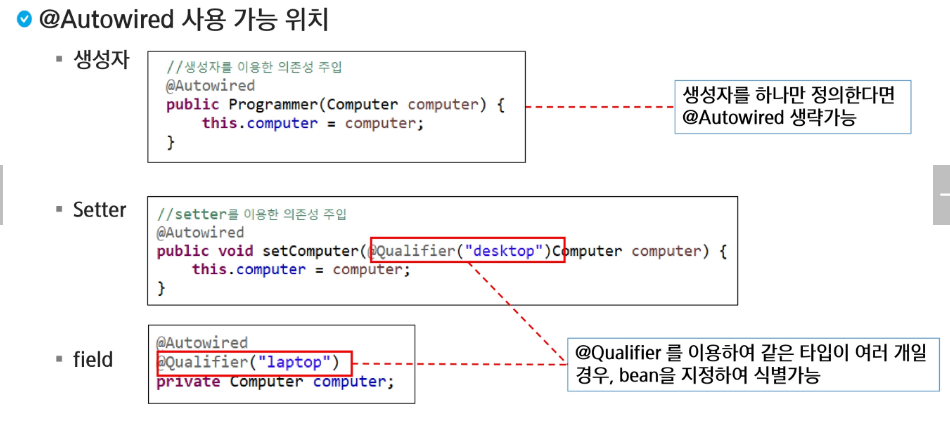 @Autowired 사용 가능 위치
생성자
//생성자를 이용한 의존성 주입
@Autowired
public Programmer(Computer computer) {
this.computer = computer;
}
생성자를 하나만 정의한다면
@Autowired 생략가능
Setter
//setter를 이용한 의존성 주입
@Autowired
public void setComputer(@Qualifier("desktop")Computer computer) {
this.computer = computer;
}
field
@Autowired
@Qualifier("laptop")
private Computer computer;
@Qualifier 를 이용하여 같은 타입이 여러 개일
경우, bean을 지정하여 식별가능